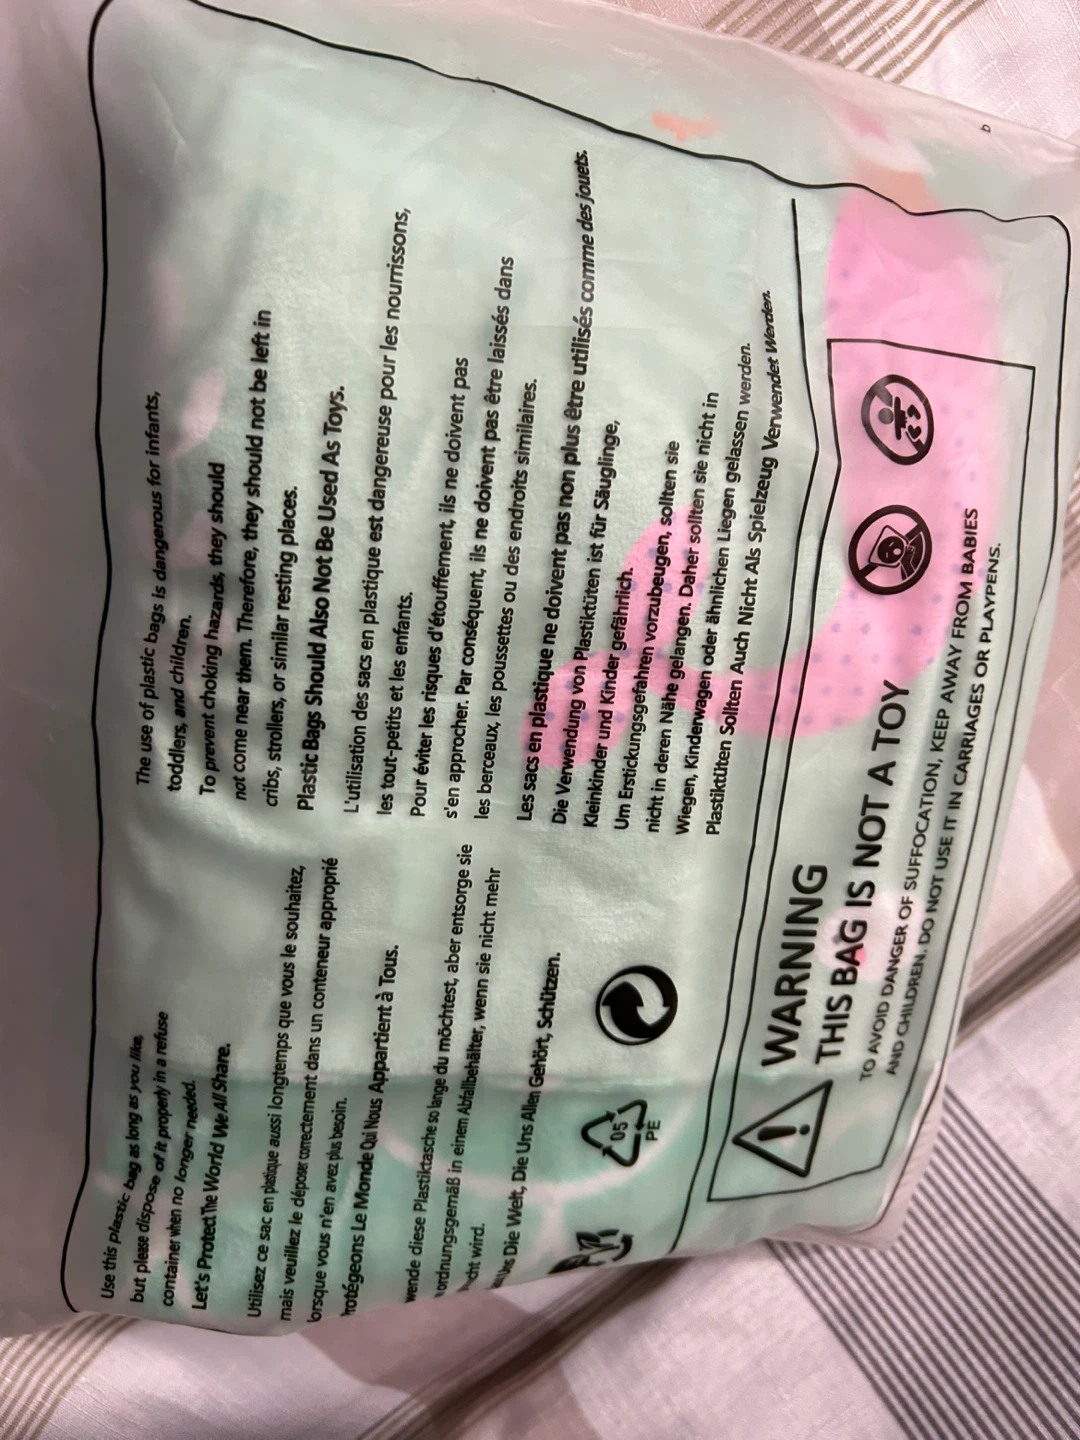 Use this plastic bag as long as you like,
but please dispose of it properly in a refuse
container when no longer needed.
Let's Protect The World We All Share.
Utilisez ce sac en plastique aussi longtemps que vous le souhaitez,
mais veuillez le déposer correctement dans un conteneur approprié
lorsque vous n'en avez plus besoin.
Protégeons Le Monde Qui Nous Appartient à Tous.
wende diese Plastiktasche so lange du möchtest, aber entsorge sie
ordnungsgemäß in einem Abfallbehälter, wenn sie nicht mehr
wird.
Uns Die Welt, Die Uns Allen Gehört, Schützen.
05
PE
The use of plastic bags is dangerous for infants,
toddlers, and children.
To prevent choking hazards, they should
not come near them. Therefore, they should not be left in
cribs, strollers, or similar resting places.
Plastic Bags Should Also Not Be Used As Toys.
L'utilisation des sacs en plastique est dangereuse pour les nourrissons,
les tout-petits et les enfants.
Pour éviter les risques d'étouffement, ils ne doivent pas
s'en approcher. Par conséquent, ils ne doivent pas être laissés dans
les berceaux, les poussettes ou des endroits similaires.
Les sacs en plastique ne doivent pas non plus être utilisés comme des jouets.
Die Verwendung von Plastiktüten ist für Säuglinge,
Kleinkinder und Kinder gefährlich.
Um Erstickungsgefahren vorzubeugen, sollten sie
nicht in deren Nähe gelangen. Daher sollten sie nicht in
Wiegen, Kinderwagen oder ähnlichen Liegen gelassen werden.
Plastiktüten Sollten Auch Nicht Als Spielzeug Verwendet Werden.
WARNING
THIS BAG IS NOT A TOY
TO AVOID DANGER OF SUFFOCATION, KEEP AWAY FROM BABIES
AND CHILDREN. DO NOT USE IT IN CARRIAGES OR PLAYPENS.